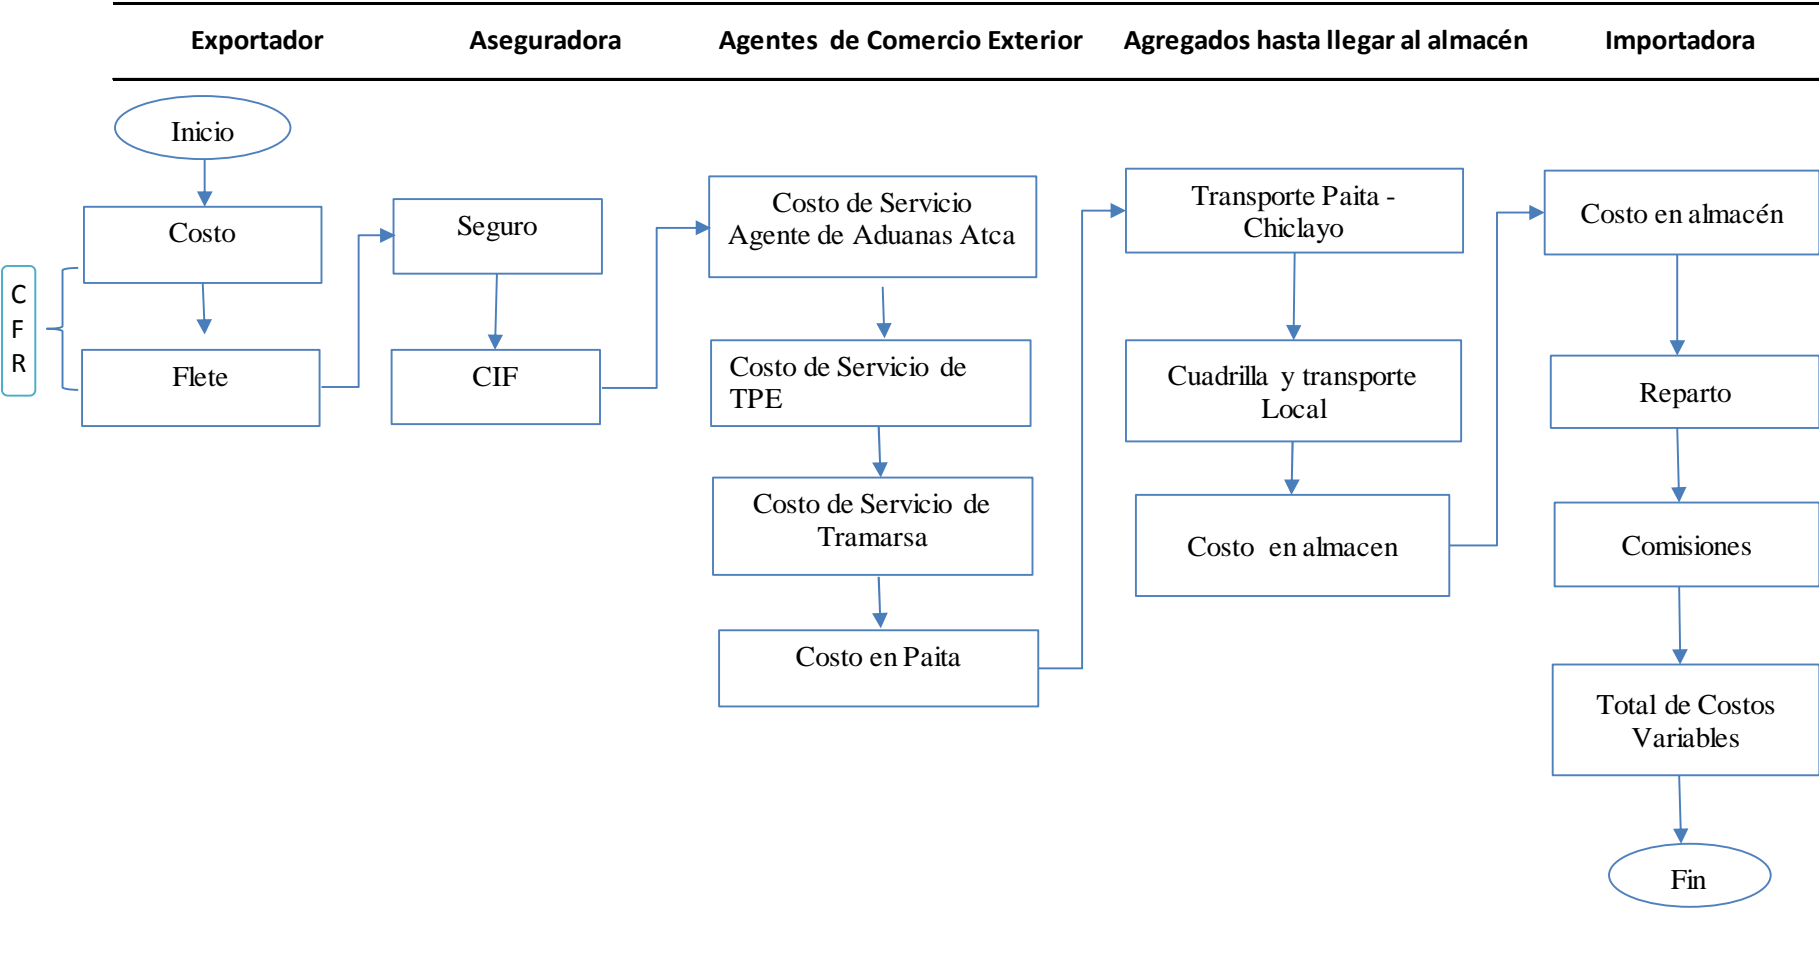 Exportador
Aseguradora
Agentes de Comercio Exterior
Agregados hasta llegar al almacén
Importadora
Inicio
Costo
C
F
R
Flete
Seguro
CIF
Costo de Servicio
Agente de Aduanas Atca
Costo de Servicio de
TPE
Costo de Servicio de
Tramarsa
Costo en Paita
Transporte Paita -
Chiclayo
Cuadrilla y transporte
Local
Costo en almacen
Costo en almacén
Reparto
Comisiones
Total de Costos
Variables
Fin